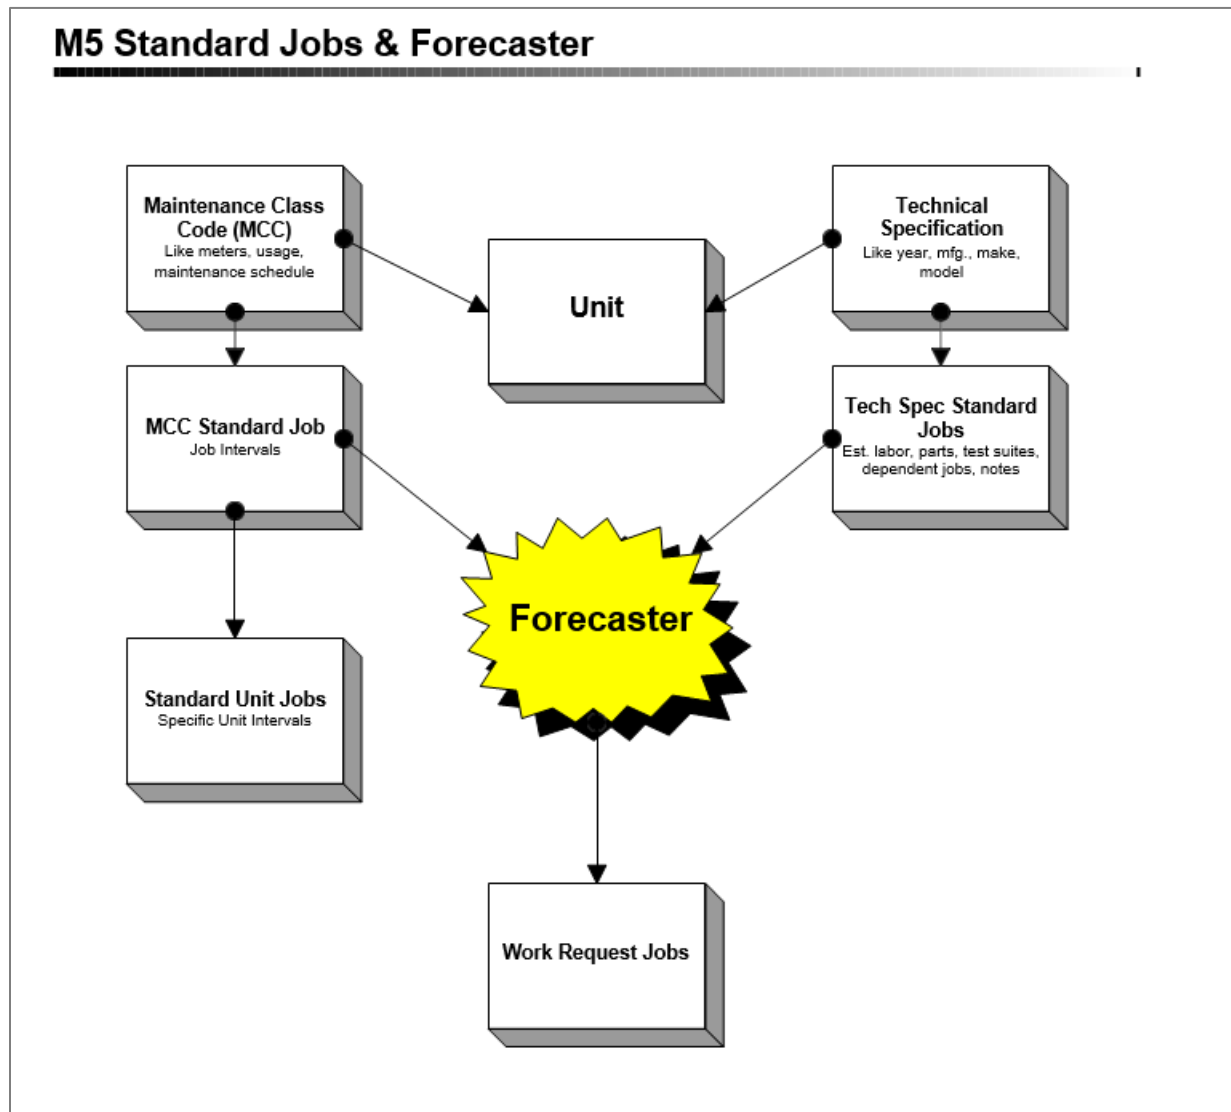 M5 Standard Jobs & Forecaster
Maintenance Class
Code (MCC)
Like meters, usage,
maintenance schedule
Technical
Specification
Like year, mfg., make,
model
Unit
MCC Standard Job
Job Intervals
Tech Spec Standard
Jobs
Est. labor, parts, test suites,
dependent jobs, notes
Forecaster
Standard Unit Jobs
Specific Unit Intervals
Work Request Jobs